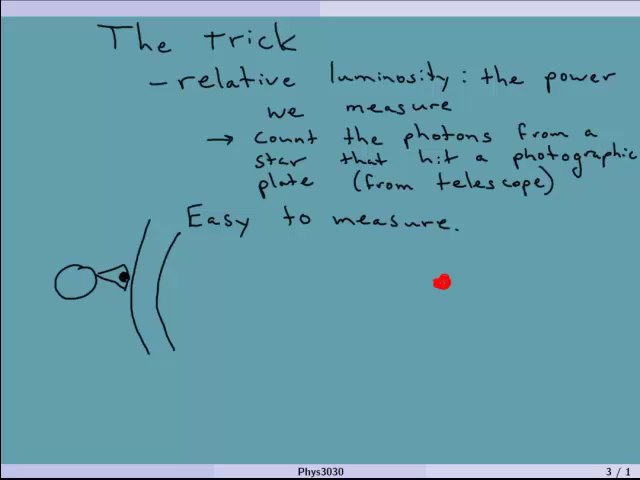 The trick
- relative luminosity: the power
we measure
→ count the photons from a
star that hit a photographic
plate (from telescope)
Easy to measure.
Phys3030
3 / 1